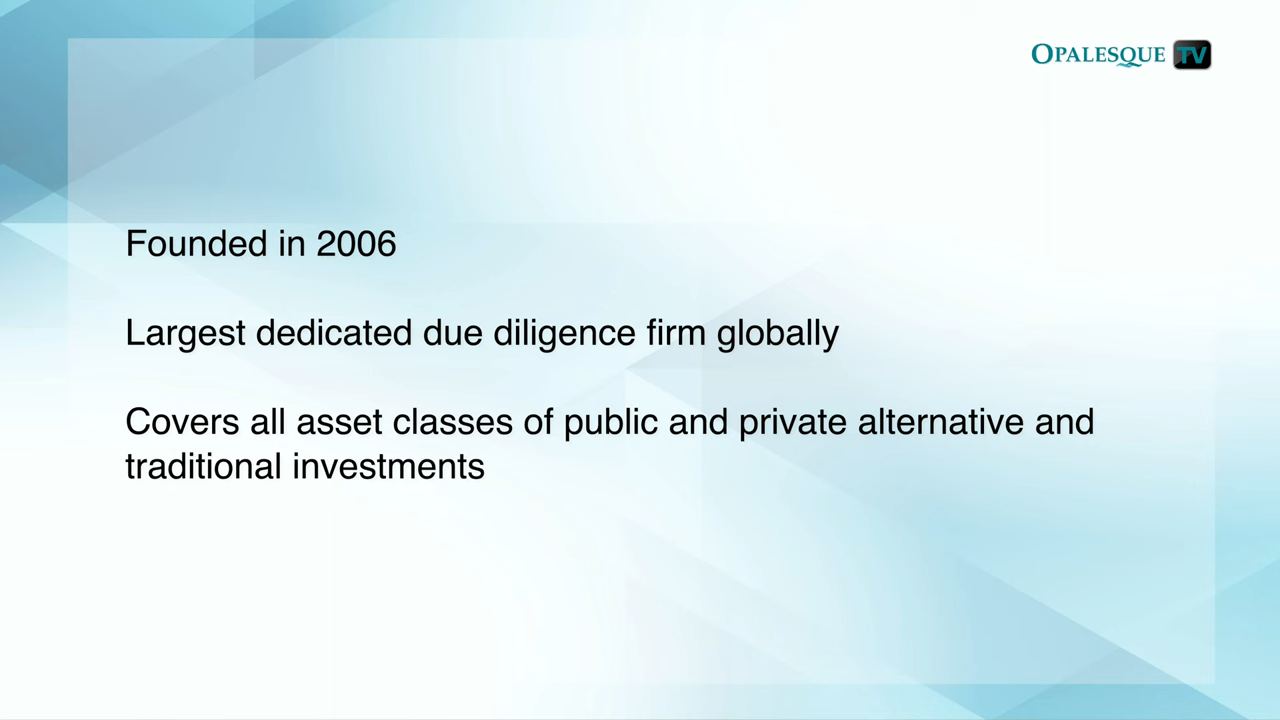 OPALESQUE TV
Founded in 2006
Largest dedicated due diligence firm globally
Covers all asset classes of public and private alternative and
traditional investments